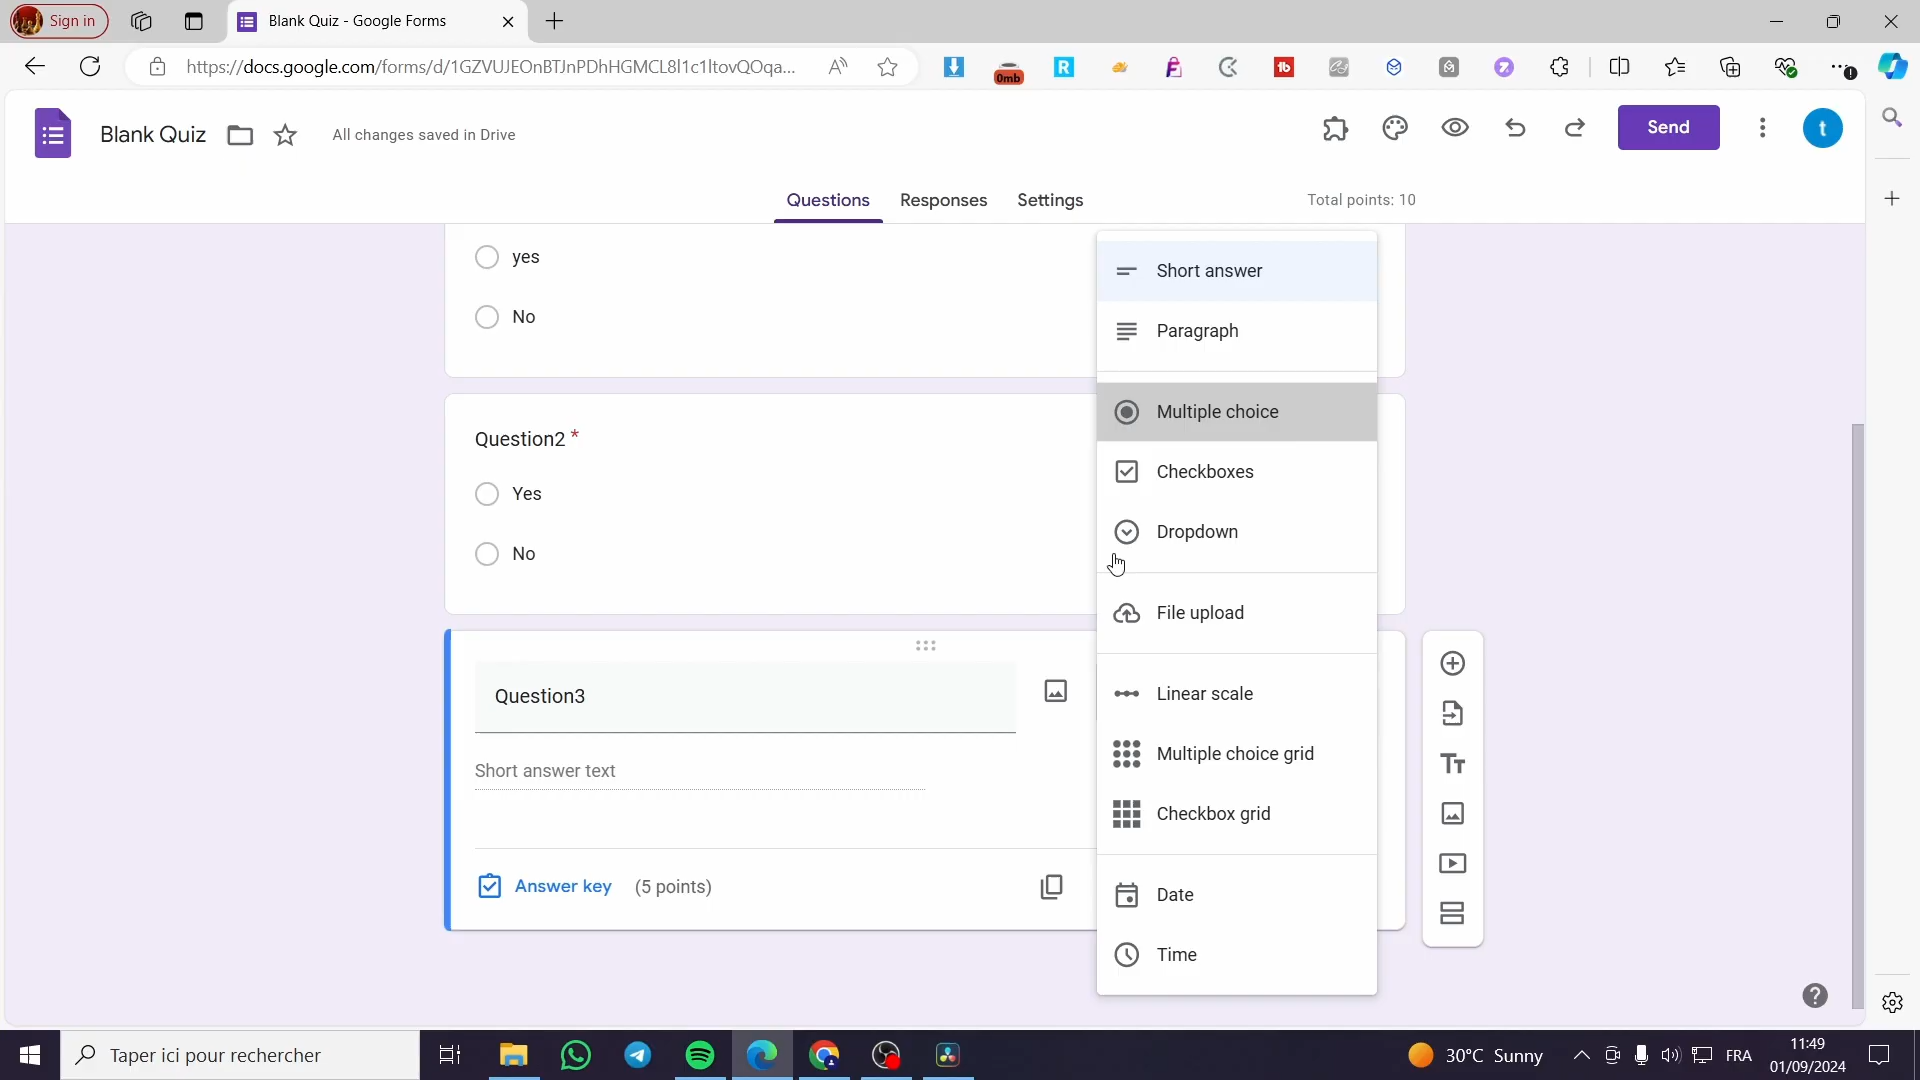 Sign in
Blank Quiz - Google Forms
https://docs.google.com/forms/d/1GZVUJEOnBTJnPDhHGMCL8l1c1ltovQOqa...
0mb
R
Blank Quiz
All changes saved in Drive
Send
t
Questions
Responses
Settings
Total points: 10
yes
No
Short answer
Paragraph
Multiple choice
Checkboxes
Dropdown
File upload
Linear scale
Multiple choice grid
Checkbox grid
Date
Time
Question2 *
Yes
No
Question3
Short answer text
Answer key
(5 points)
Tт
Taper ici pour rechercher
30°C Sunny
FRA
11:49
01/09/2024